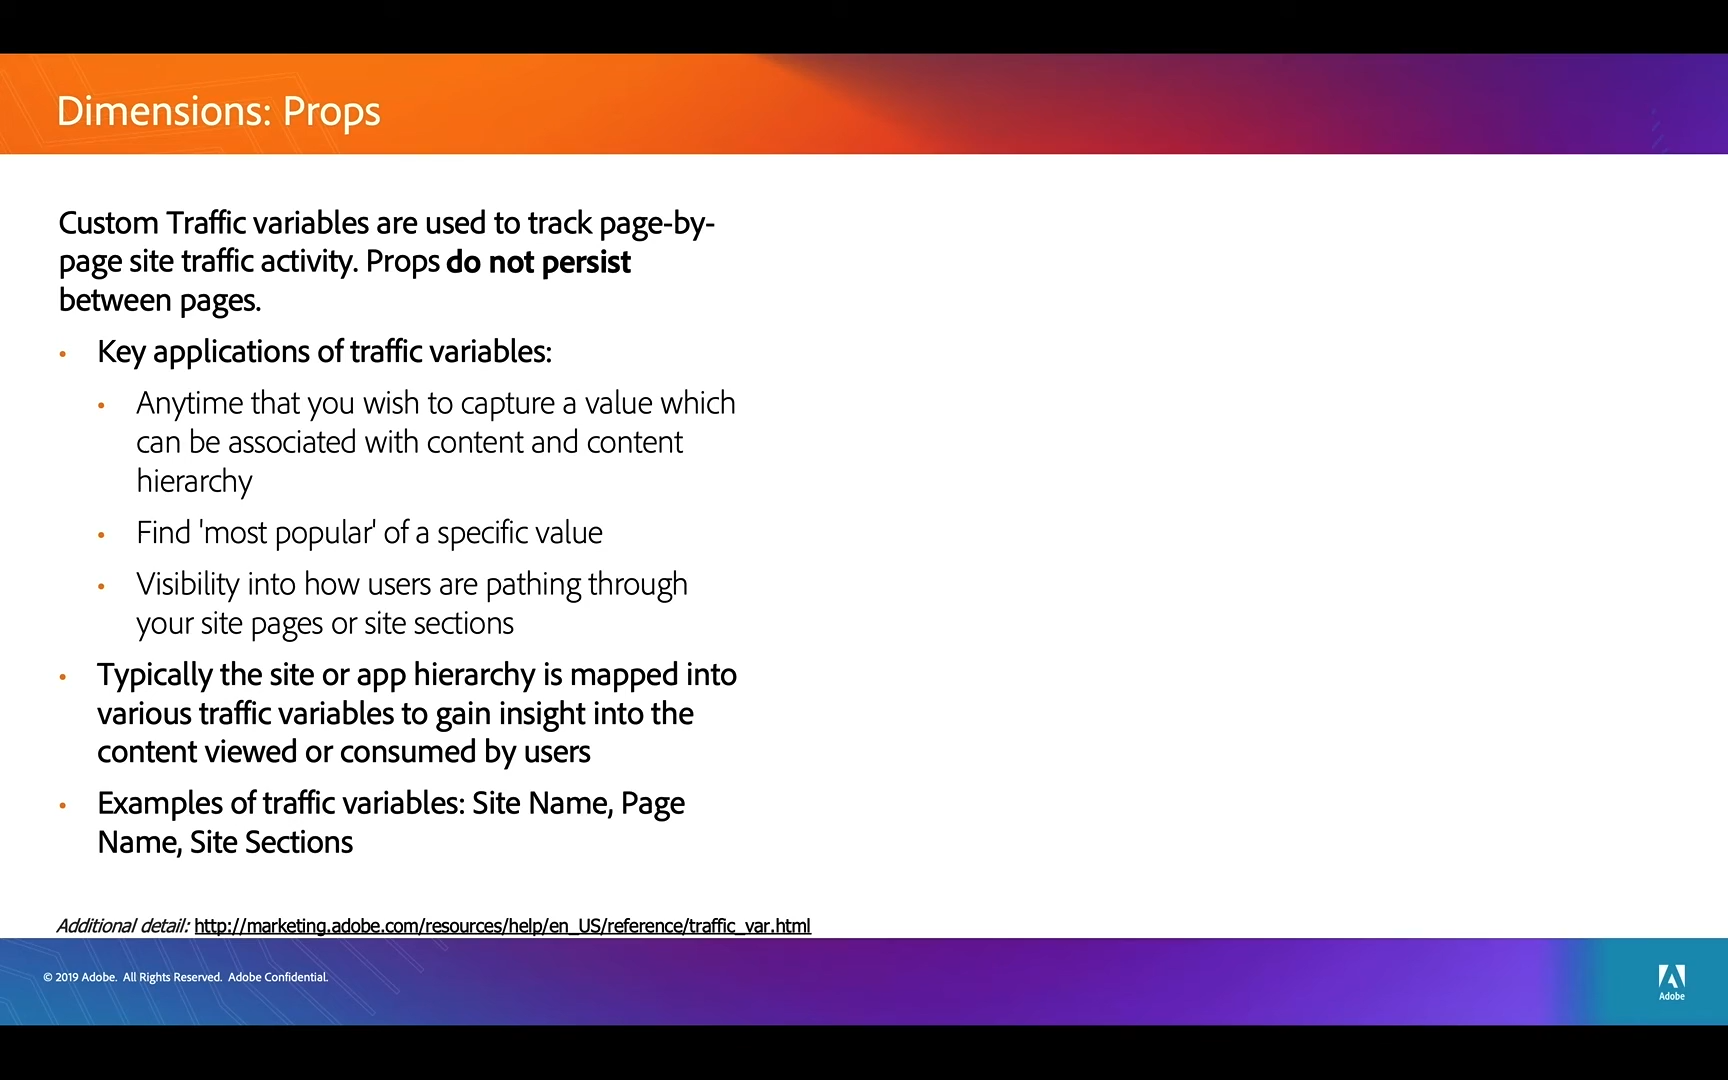 Dimensions: Props
Custom Traffic variables are used to track page-by-
page site traffic activity. Props do not persist
between pages.
• Key applications of traffic variables:
• Anytime that you wish to capture a value which
can be associated with content and content
hierarchy
• Find 'most popular' of a specific value
• Visibility into how users are pathing through
your site pages or site sections
• Typically the site or app hierarchy is mapped into
various traffic variables to gain insight into the
content viewed or consumed by users
• Examples of traffic variables: Site Name, Page
Name, Site Sections
Additional detail: http://marketing.adobe.com/resources/help/en_US/reference/traffic_var.html
© 2019 Adobe. All Rights Reserved. Adobe Confidential.
Adobe